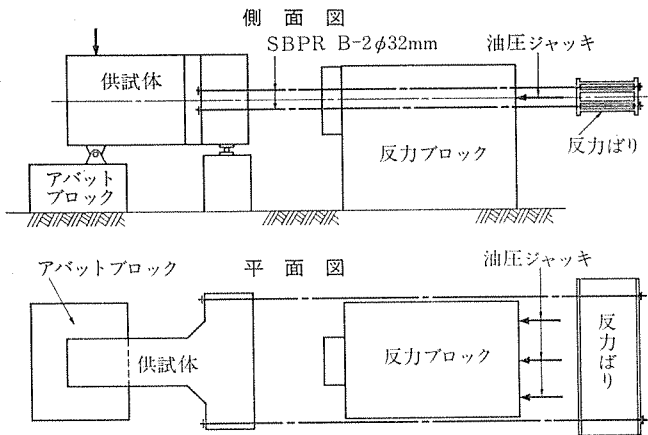 側面図
SBPR B-2φ32mm
油圧ジャッキ
供試体
反力ばり
反力ブロック
アバット
ブロック
平面図
アバットブロック
油圧ジャッキ
供試体
反力ブロック
反力ばり